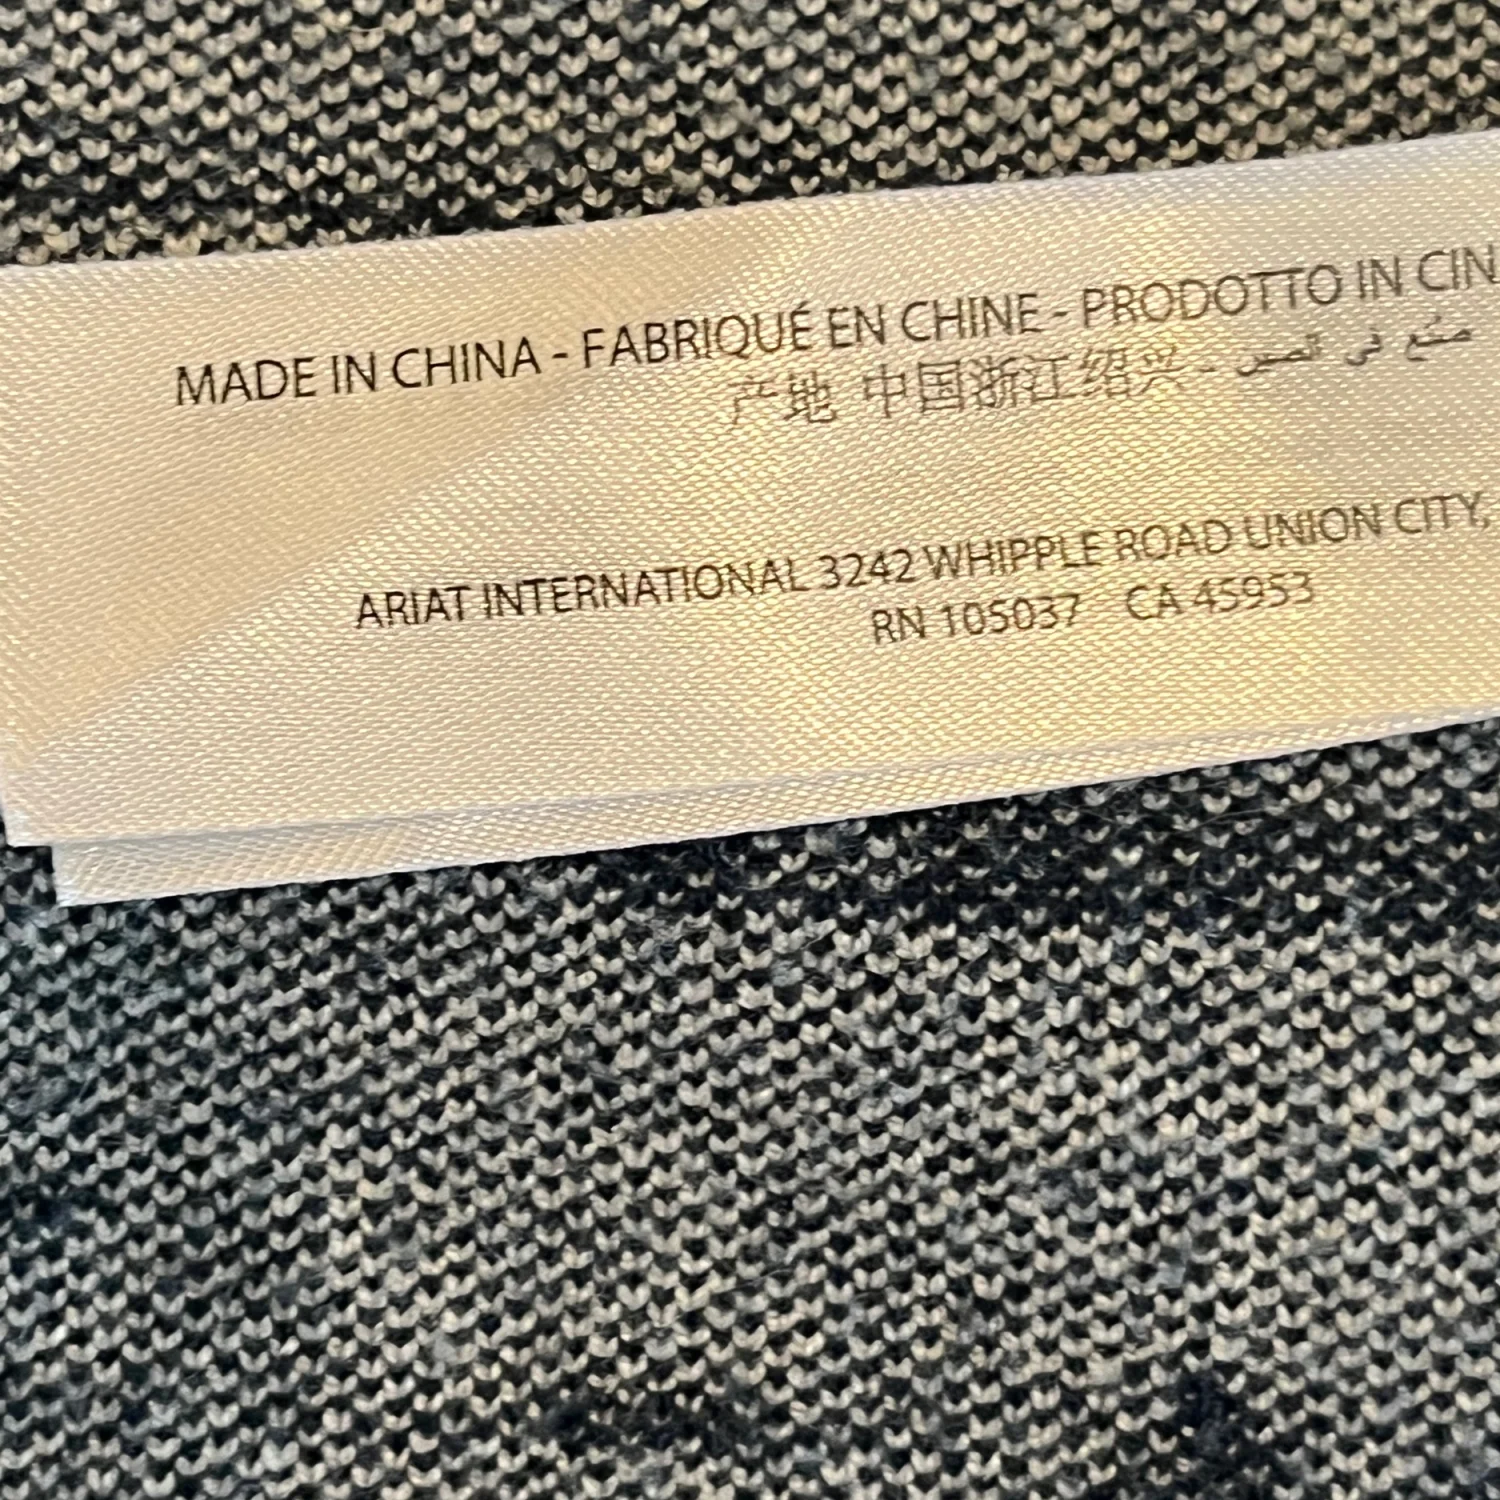 MADE IN CHINA - FABRIQUÉ EN CHINE - PRODOTTO IN CIN
产地 中国浙江绍兴 - صنع في الصين
ARIAT INTERNATIONAL 3242 WHIPPLE ROAD UNION CITY,
RN 105037 CA 45953